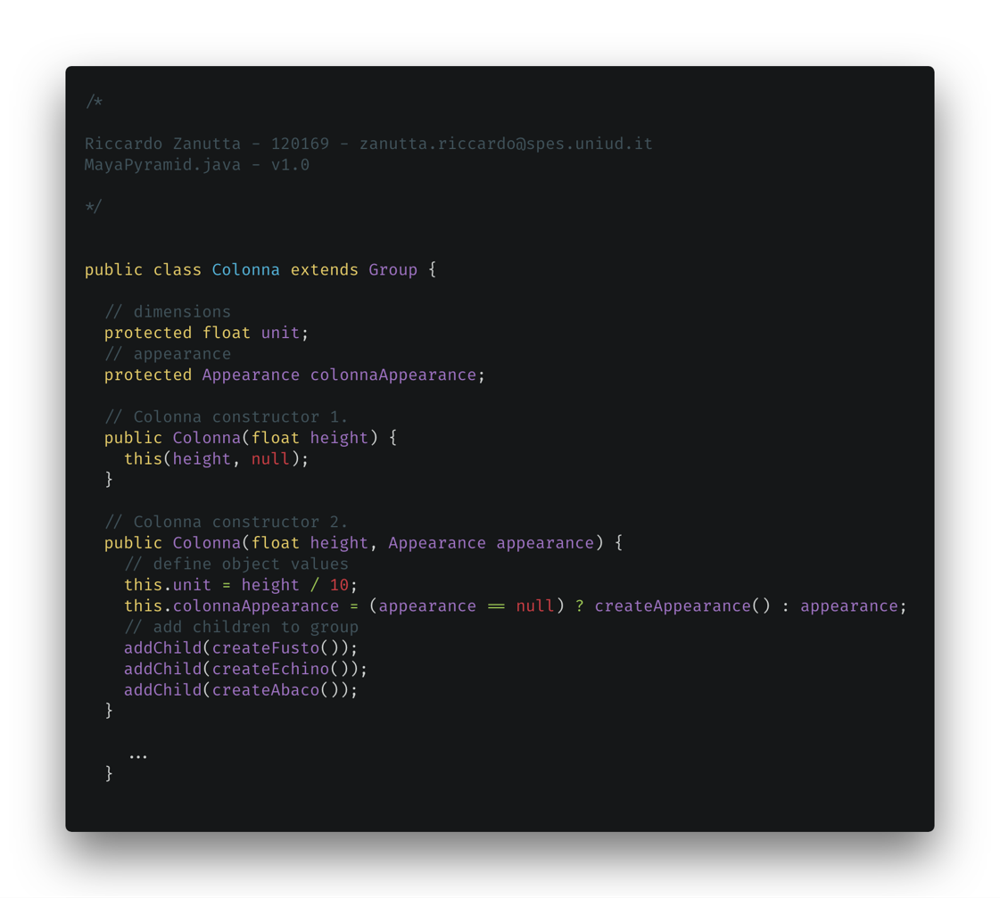 /*
Riccardo Zanutta - 120169 - zanutta.riccardo@spes.uniud.it
MayaPyramid.java - v1.0
*/
public class Colonna extends Group {
// dimensions
protected float unit;
// appearance
protected Appearance colonnaAppearance;
// Colonna constructor 1.
public Colonna(float height) {
this(height, null);
}
// Colonna constructor 2.
public Colonna(float height, Appearance appearance) {
// define object values
this.unit = height / 10;
this.colonnaAppearance = (appearance == null) ? createAppearance() : appearance;
// add children to group
addChild(createFusto());
addChild(createEchino());
addChild(createAbaco());
}
...
}